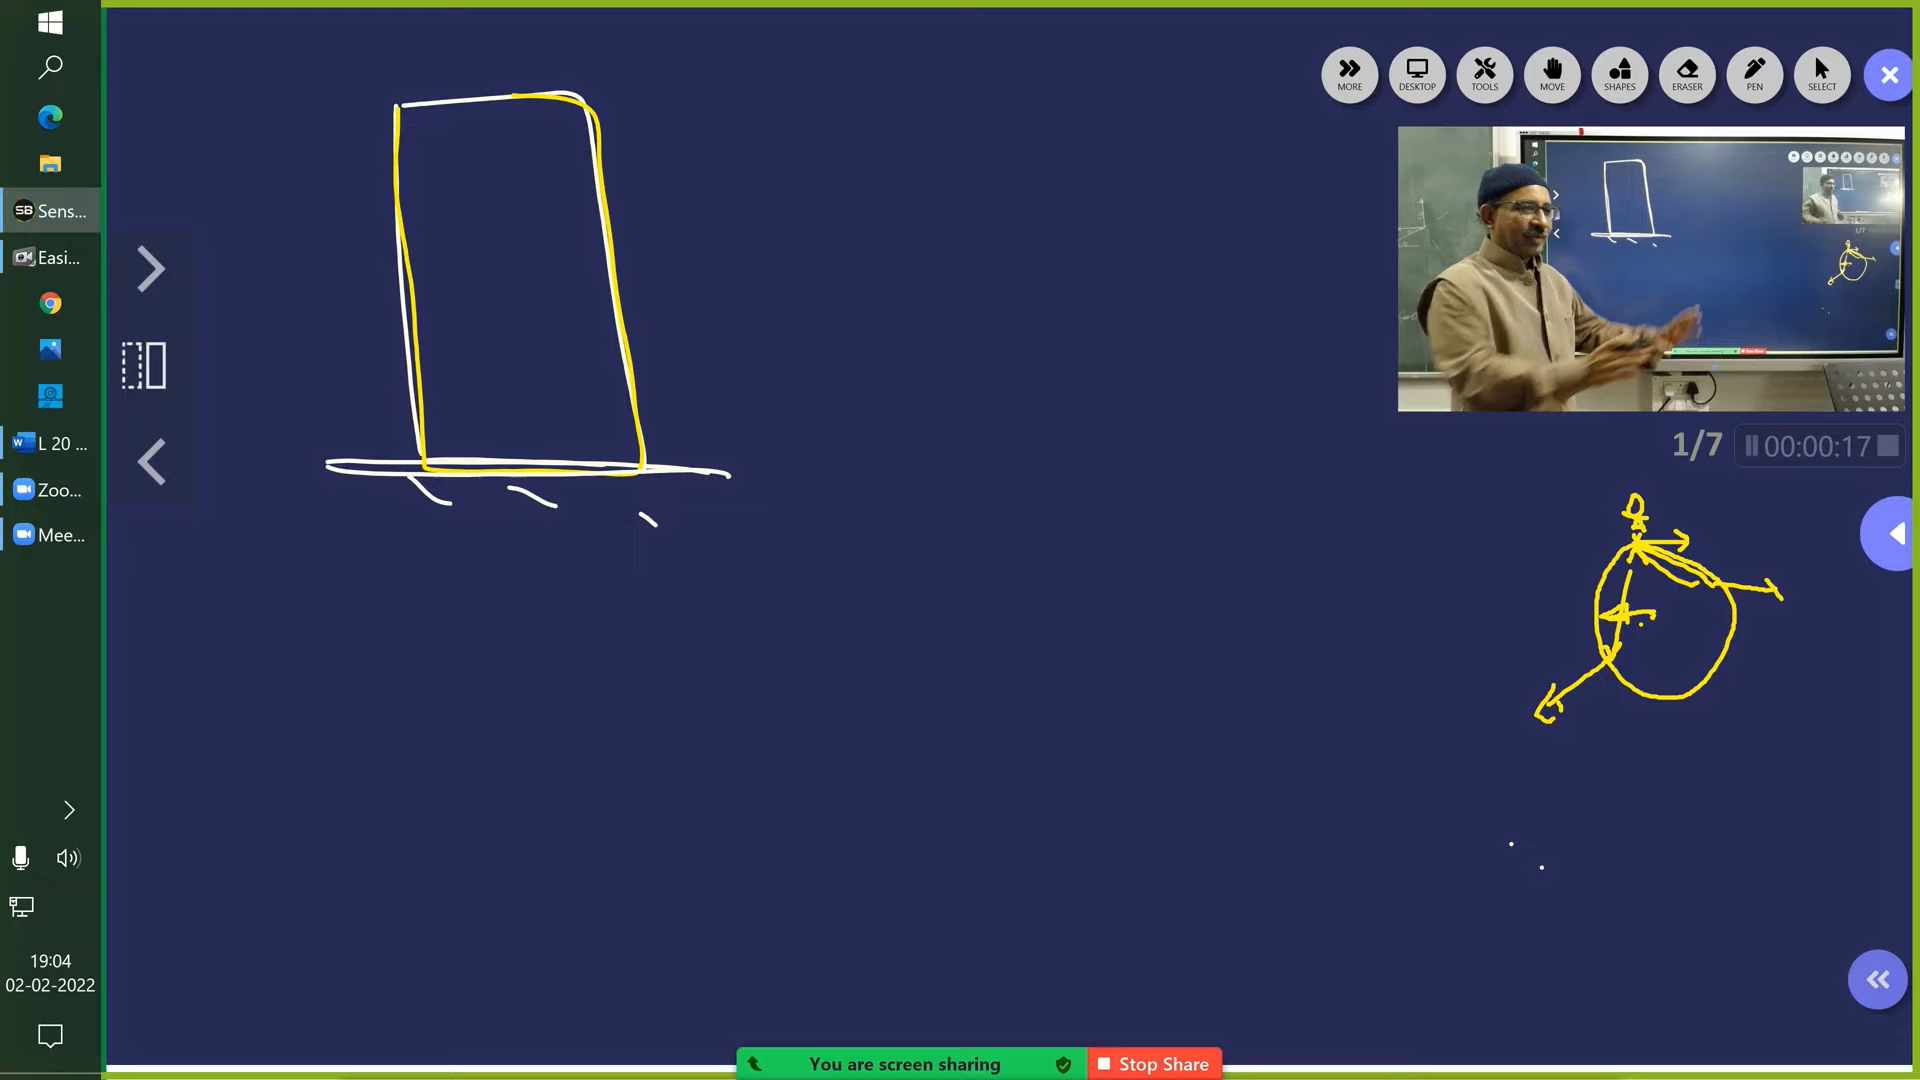 MORE
DESKTOP
TOOLS
MOVE
SHAPES
ERASER
PEN
SELECT
SB Sens...
Easi...
W L 20 ...
Zoo...
Mee...
1/7
00:00:17
19:04
02-02-2022
You are screen sharing
Stop Share